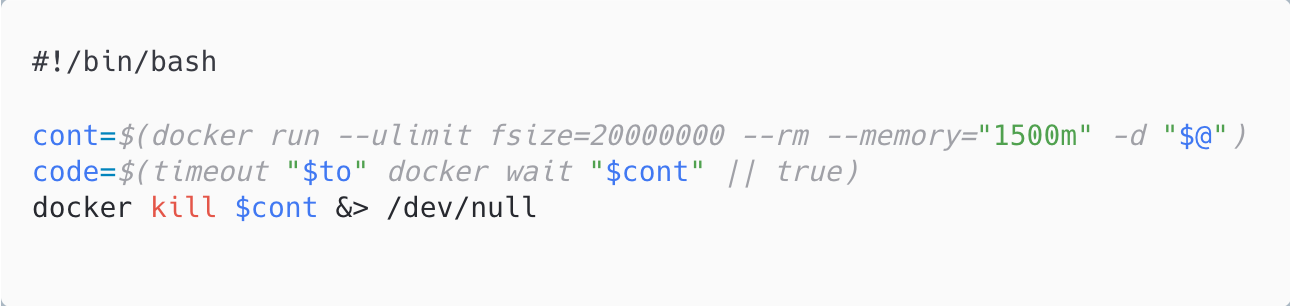 #!/bin/bash
cont=$(docker run --ulimit fsize=20000000 --rm --memory="1500m" -d "$@")
code=$(timeout "$to" docker wait "$cont" || true)
docker kill $cont &> /dev/null